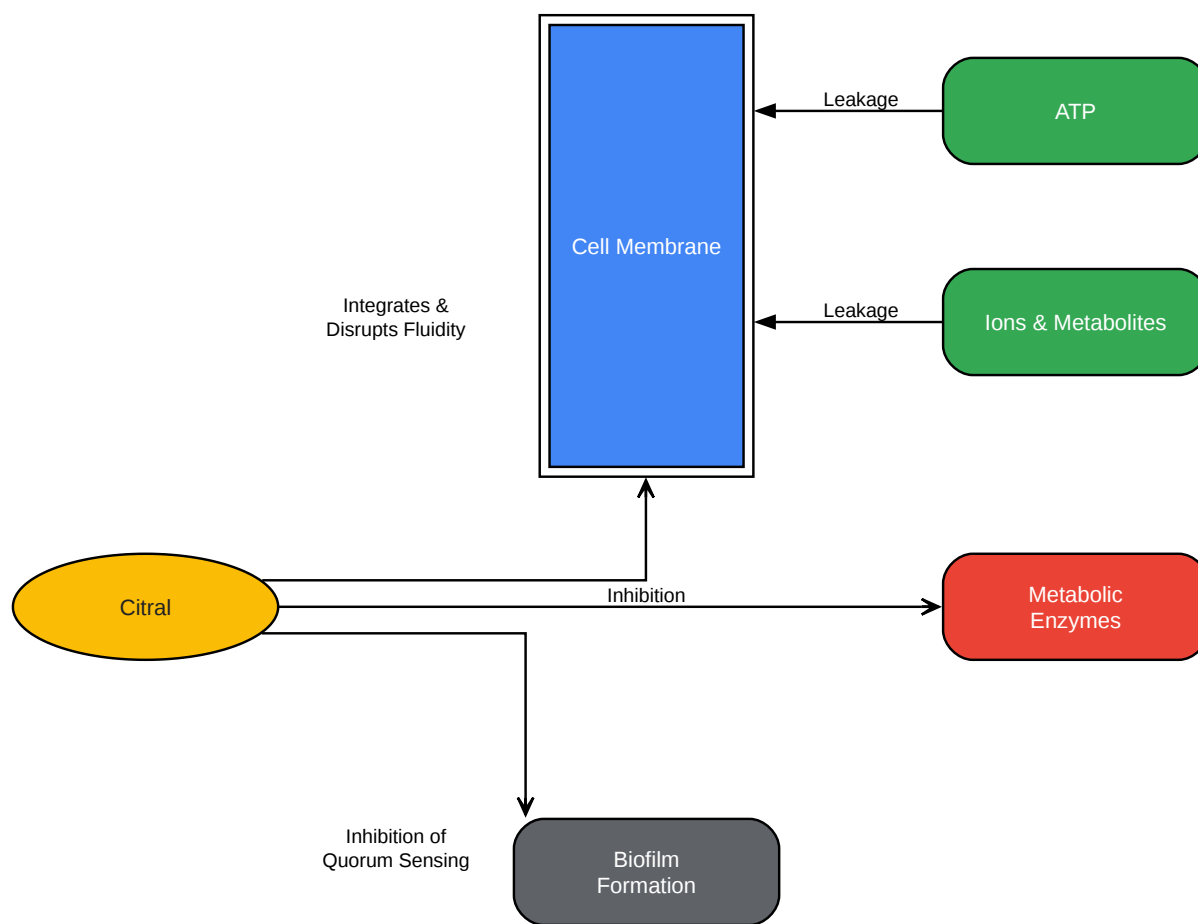 Leakage
ATP
Cell Membrane
Integrates &
Disrupts Fluidity
Leakage
Ions & Metabolites
Citral
Inhibition
Metabolic
Enzymes
Inhibition of
Quorum Sensing
Biofilm
Formation